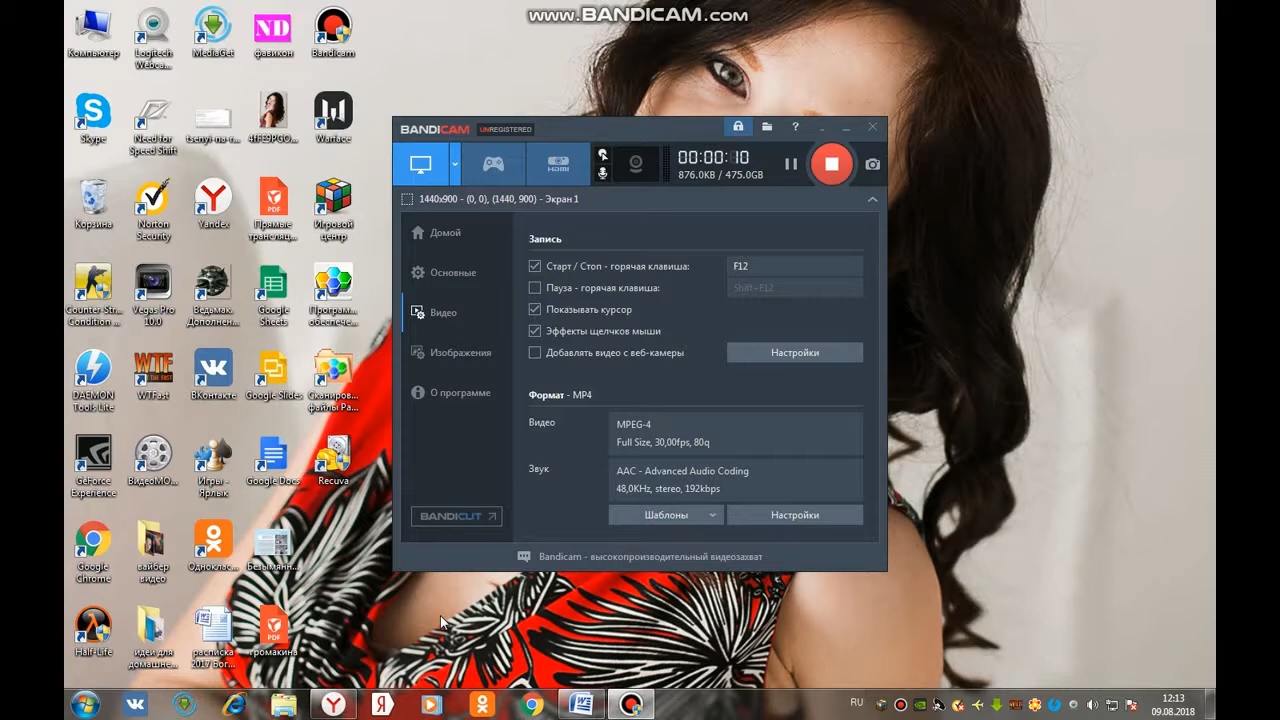 www.BANDICAM.com
Компьютер
Logitech Webca...
MediaGet
фавикон
Bandicam
Skype
Need for Speed Shift
tsenyi-na-r...
4fFE9PGO...
Warface
Корзина
Norton Security
Yandex
Прямые трансляц...
Игровой центр
Counter-Str... Condition ...
Vegas Pro 10.0
Ведьмак. Дополнен...
Google Sheets
Програм... обеспече...
DAEMON Tools Lite
WTFast
ВКонтакте
Google Slides
Сканиров... файлы Pa...
GeForce Experience
ВидеоМО...
Игры - Ярлык
Google Docs
Recuva
Google Chrome
вайбер видео
Однокласс...
Безымянн...
Half-Life
идеи для домашне...
расписка 2017 Бог...
громакина
BANDICAM UNREGISTERED
HDMI
00:00:10
876.0KB / 475.0GB
1440x900 - (0, 0), (1440, 900) - Экран 1
Домой
Основные
Видео
Изображения
О программе
BANDICUT
Запись
Старт / Стоп - горячая клавиша:
F12
Пауза - горячая клавиша:
Shift+F12
Показывать курсор
Эффекты щелчков мыши
Добавлять видео с веб-камеры
Настройки
Формат - MP4
Видео
MPEG-4
Full Size, 30,00fps, 80q
Звук
AAC - Advanced Audio Coding
48,0KHz, stereo, 192kbps
Шаблоны
Настройки
Bandicam - высокопроизводительный видеозахват
RU
12:13
09.08.2018